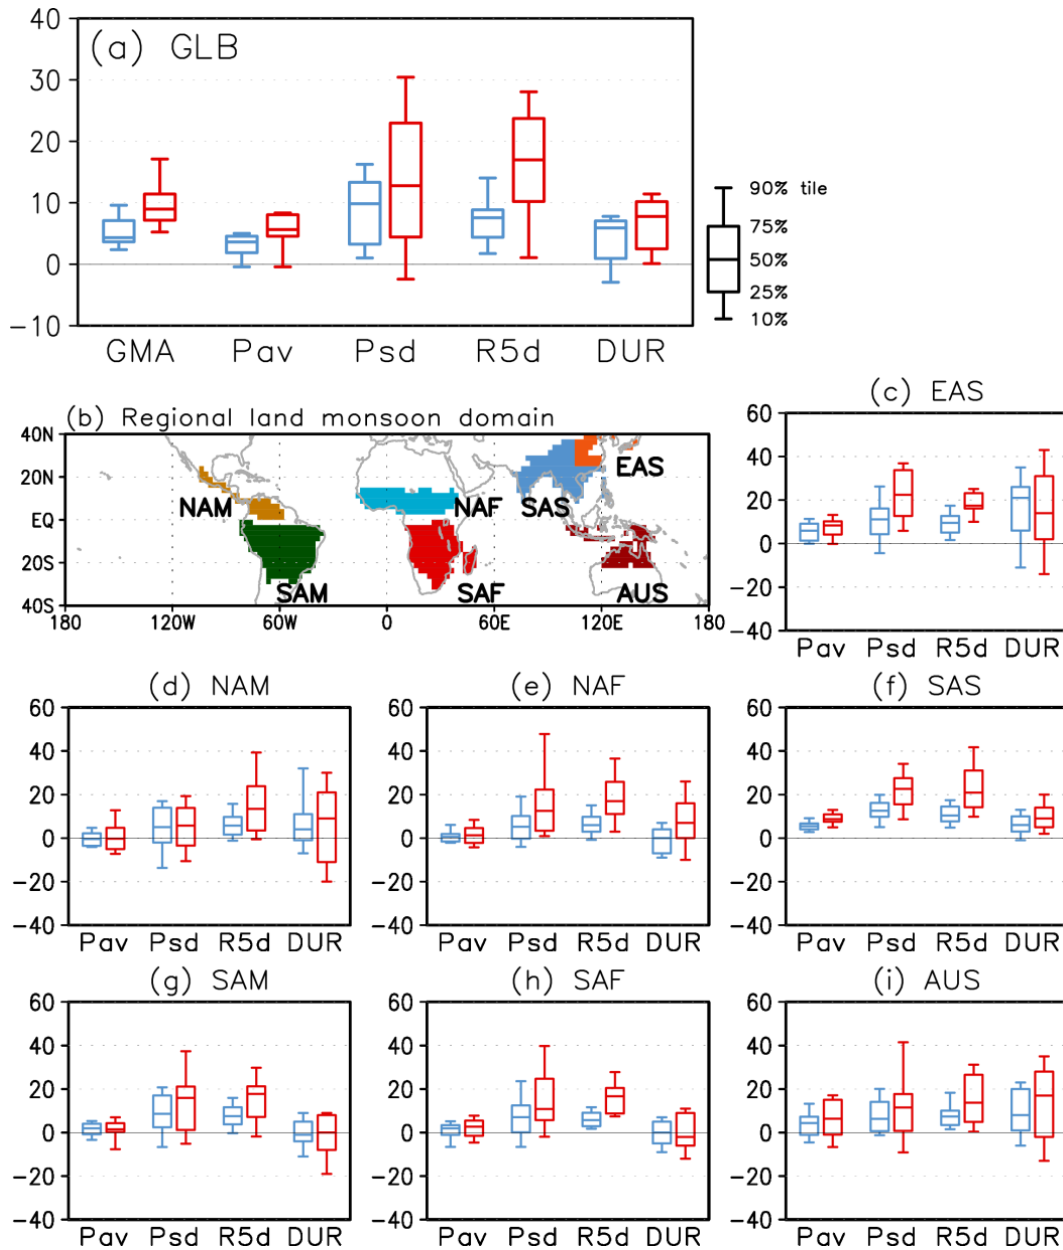 (a) GLB
40
30
20
10
0
−10
GMA Pav Psd R5d DUR
90% tile
75%
50%
25%
10%
(b) Regional land monsoon domain
40N
20N
EQ
20S
40S
180 120W 60W 0 60E 120E 180
NAM
SAM
NAF
SAF
SAS
EAS
AUS
(c) EAS
60
40
20
0
−20
−40
Pav Psd R5d DUR
(d) NAM
60
40
20
0
−20
−40
Pav Psd R5d DUR
(e) NAF
60
40
20
0
−20
−40
Pav Psd R5d DUR
(f) SAS
60
40
20
0
−20
−40
Pav Psd R5d DUR
(g) SAM
60
40
20
0
−20
−40
Pav Psd R5d DUR
(h) SAF
60
40
20
0
−20
−40
Pav Psd R5d DUR
(i) AUS
60
40
20
0
−20
−40
Pav Psd R5d DUR